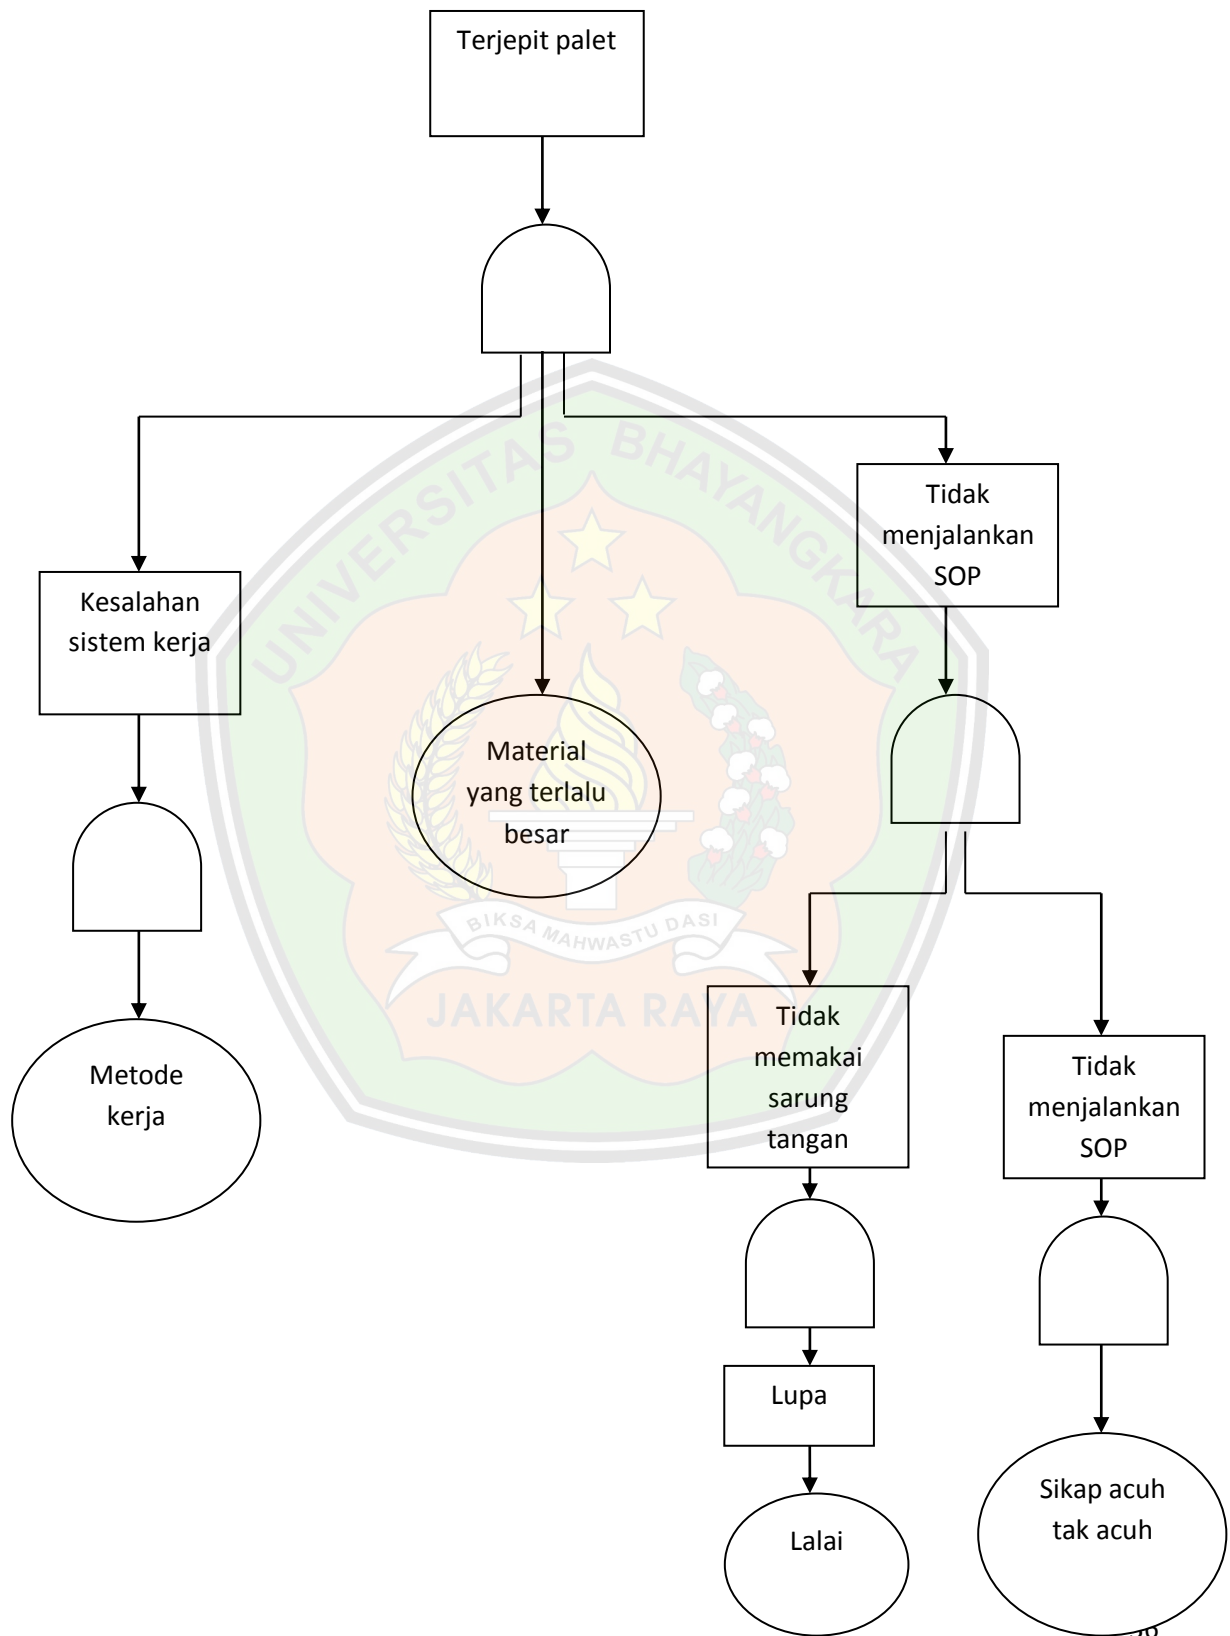 Terjepit palet
UNIVERSITAS BHAYANGKARA
Tidak
menjalankan
SOP
Kesalahan
sistem kerja
Material
yang terlalu
besar
BIKSA MAHWASTU DASI
JAKARTA RAYA
Tidak
memakai
sarung
tangan
Metode
kerja
Tidak
menjalankan
SOP
Lupa
Lalai
Sikap acuh
tak acuh